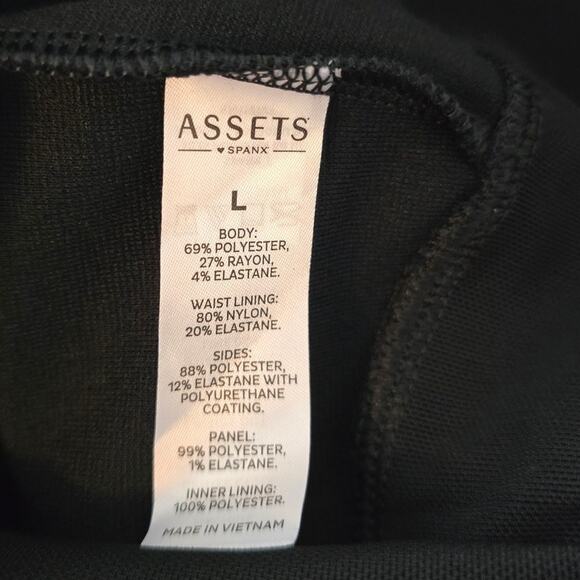 ASSETS
♥ SPANX
L
BODY:
69% POLYESTER,
27% RAYON,
4% ELASTANE.
WAIST LINING:
80% NYLON,
20% ELASTANE.
SIDES:
88% POLYESTER,
12% ELASTANE WITH
POLYURETHANE
COATING.
PANEL:
99% POLYESTER,
1% ELASTANE.
INNER LINING:
100% POLYESTER.
MADE IN VIETNAM